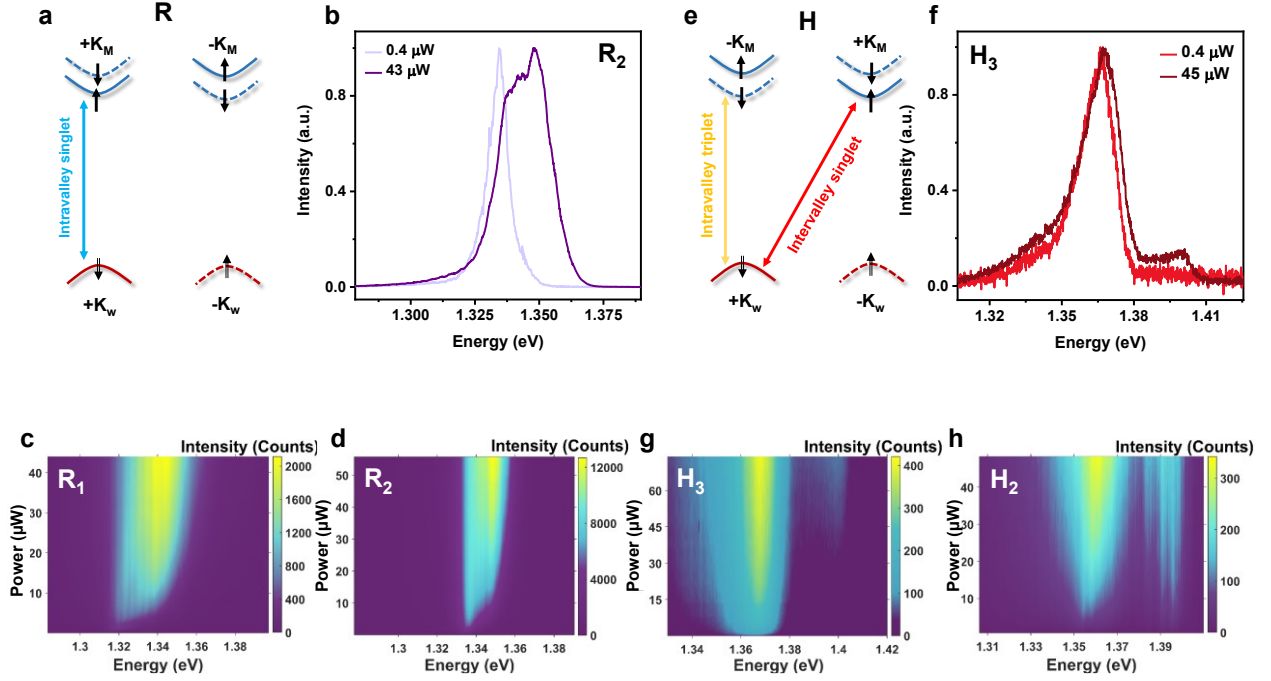 a
R
+K_M
-K_M
Intravalley singlet
+K_w
-K_w
b
0.4 µW
43 µW
R_2
Intensity (a.u.)
0.8
0.4
0.0
1.300
1.325
1.350
1.375
Energy (eV)
e
H
-K_M
+K_M
Intravalley triplet
Intervalley singlet
+K_w
-K_w
f
H_3
0.4 µW
45 µW
Intensity (a.u.)
0.8
0.4
0.0
1.32
1.35
1.38
1.41
Energy (eV)
c
Intensity (Counts)
R_1
Power (µW)
40
30
20
10
1.3
1.32
1.34
1.36
1.38
Energy (eV)
2000
1600
1200
800
400
0
d
Intensity (Counts)
R_2
Power (µW)
50
40
30
20
10
1.3
1.32
1.34
1.36
1.38
Energy (eV)
12000
8000
4000
0
g
Intensity (Counts)
H_3
Power (µW)
60
45
30
15
1.34
1.36
1.38
1.4
1.42
Energy (eV)
400
300
200
100
0
h
Intensity (Counts)
H_2
Power (µW)
40
30
20
10
1.31
1.33
1.35
1.37
1.39
Energy (eV)
300
200
100
0